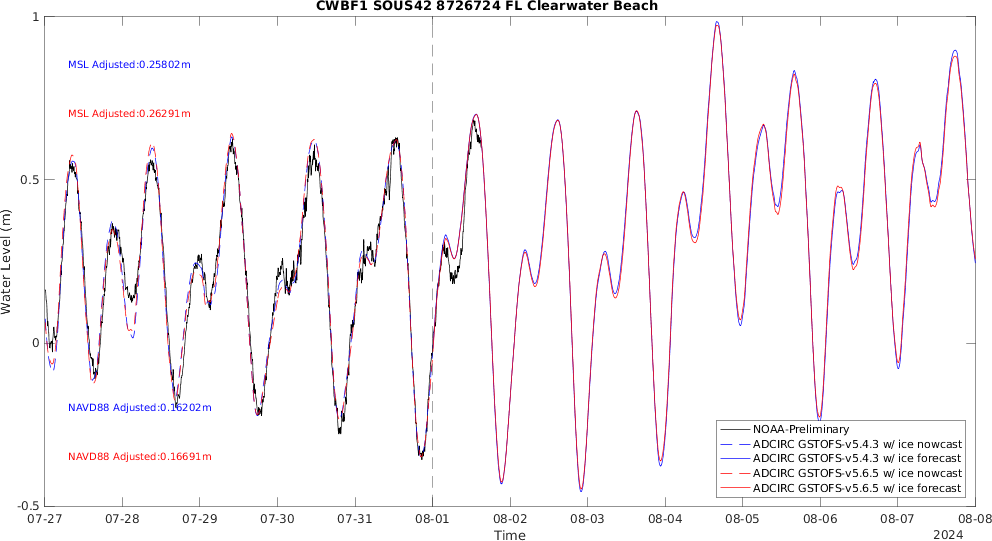 CWBF1 SOUS42 8726724 FL Clearwater Beach
1
MSL Adjusted:0.25802m
MSL Adjusted:0.26291m
0.5
Water Level (m)
0
NAVD88 Adjusted:0.16202m
NAVD88 Adjusted:0.16691m
-0.5
NOAA-Preliminary
ADCIRC GSTOFS-v5.4.3 w/ ice nowcast
ADCIRC GSTOFS-v5.4.3 w/ ice forecast
ADCIRC GSTOFS-v5.6.5 w/ ice nowcast
ADCIRC GSTOFS-v5.6.5 w/ ice forecast
07-27 07-28 07-29 07-30 07-31 08-01 08-02 08-03 08-04 08-05 08-06 08-07 08-08
Time
2024